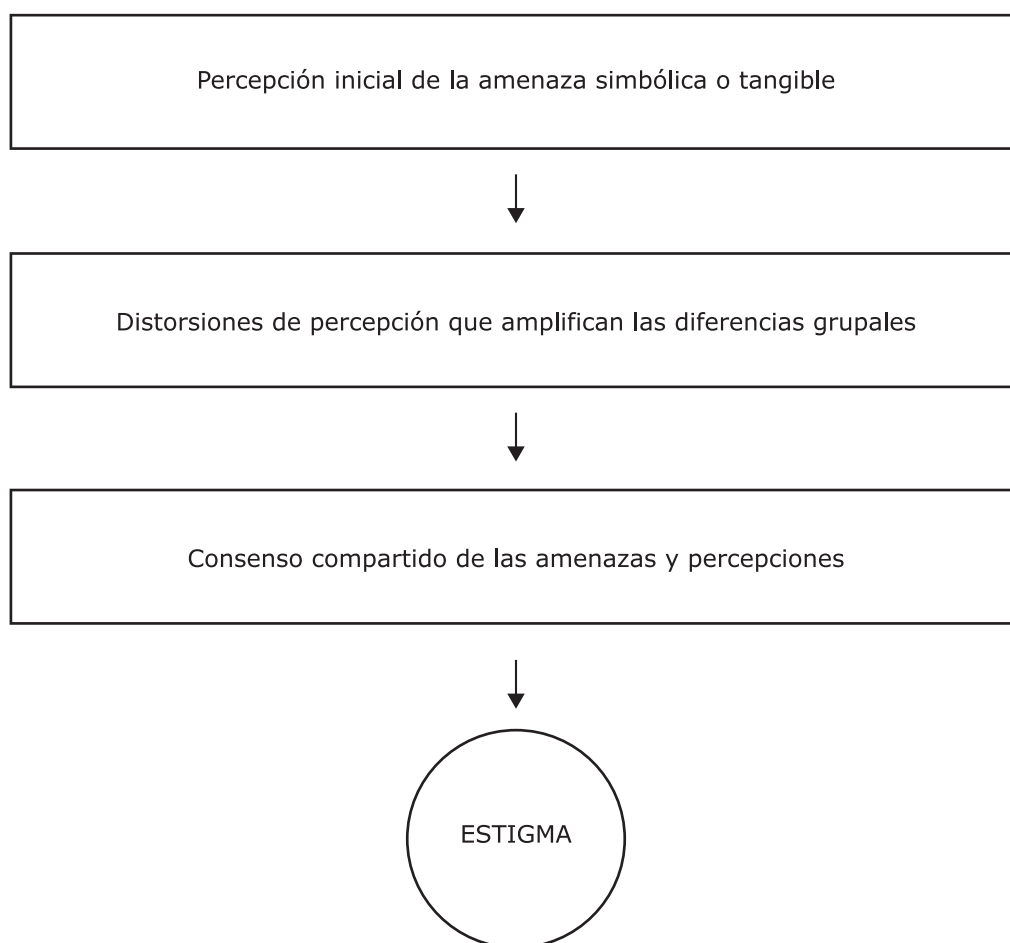 Percepción inicial de la amenaza simbólica o tangible
Distorsiones de percepción que amplifican las diferencias grupales
Consenso compartido de las amenazas y percepciones
ESTIGMA